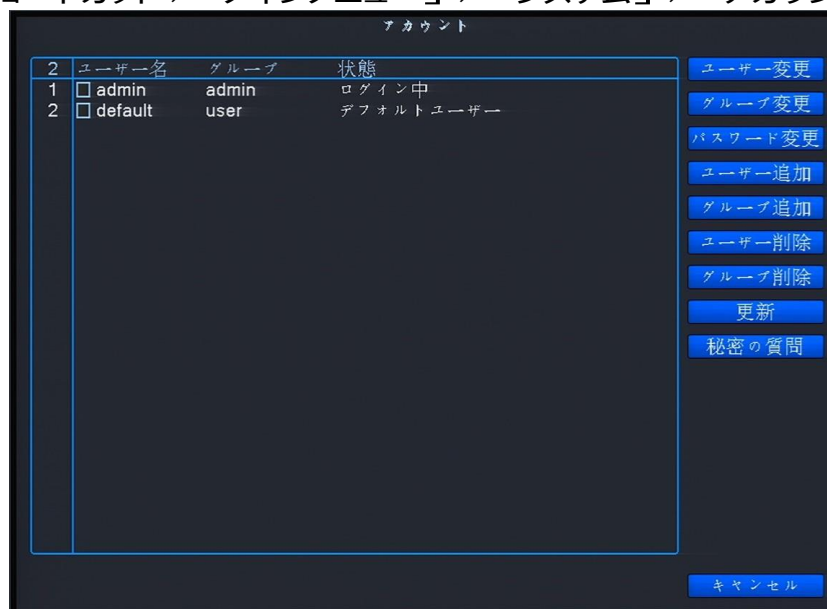 アカウント
2 ユーザー名 グループ 状態
1 admin admin ログイン中
2 default user デフォルトユーザー
ユーザー変更
グループ変更
パスワード変更
ユーザー追加
グループ追加
ユーザー削除
グループ削除
更新
秘密の質問
キャンセル